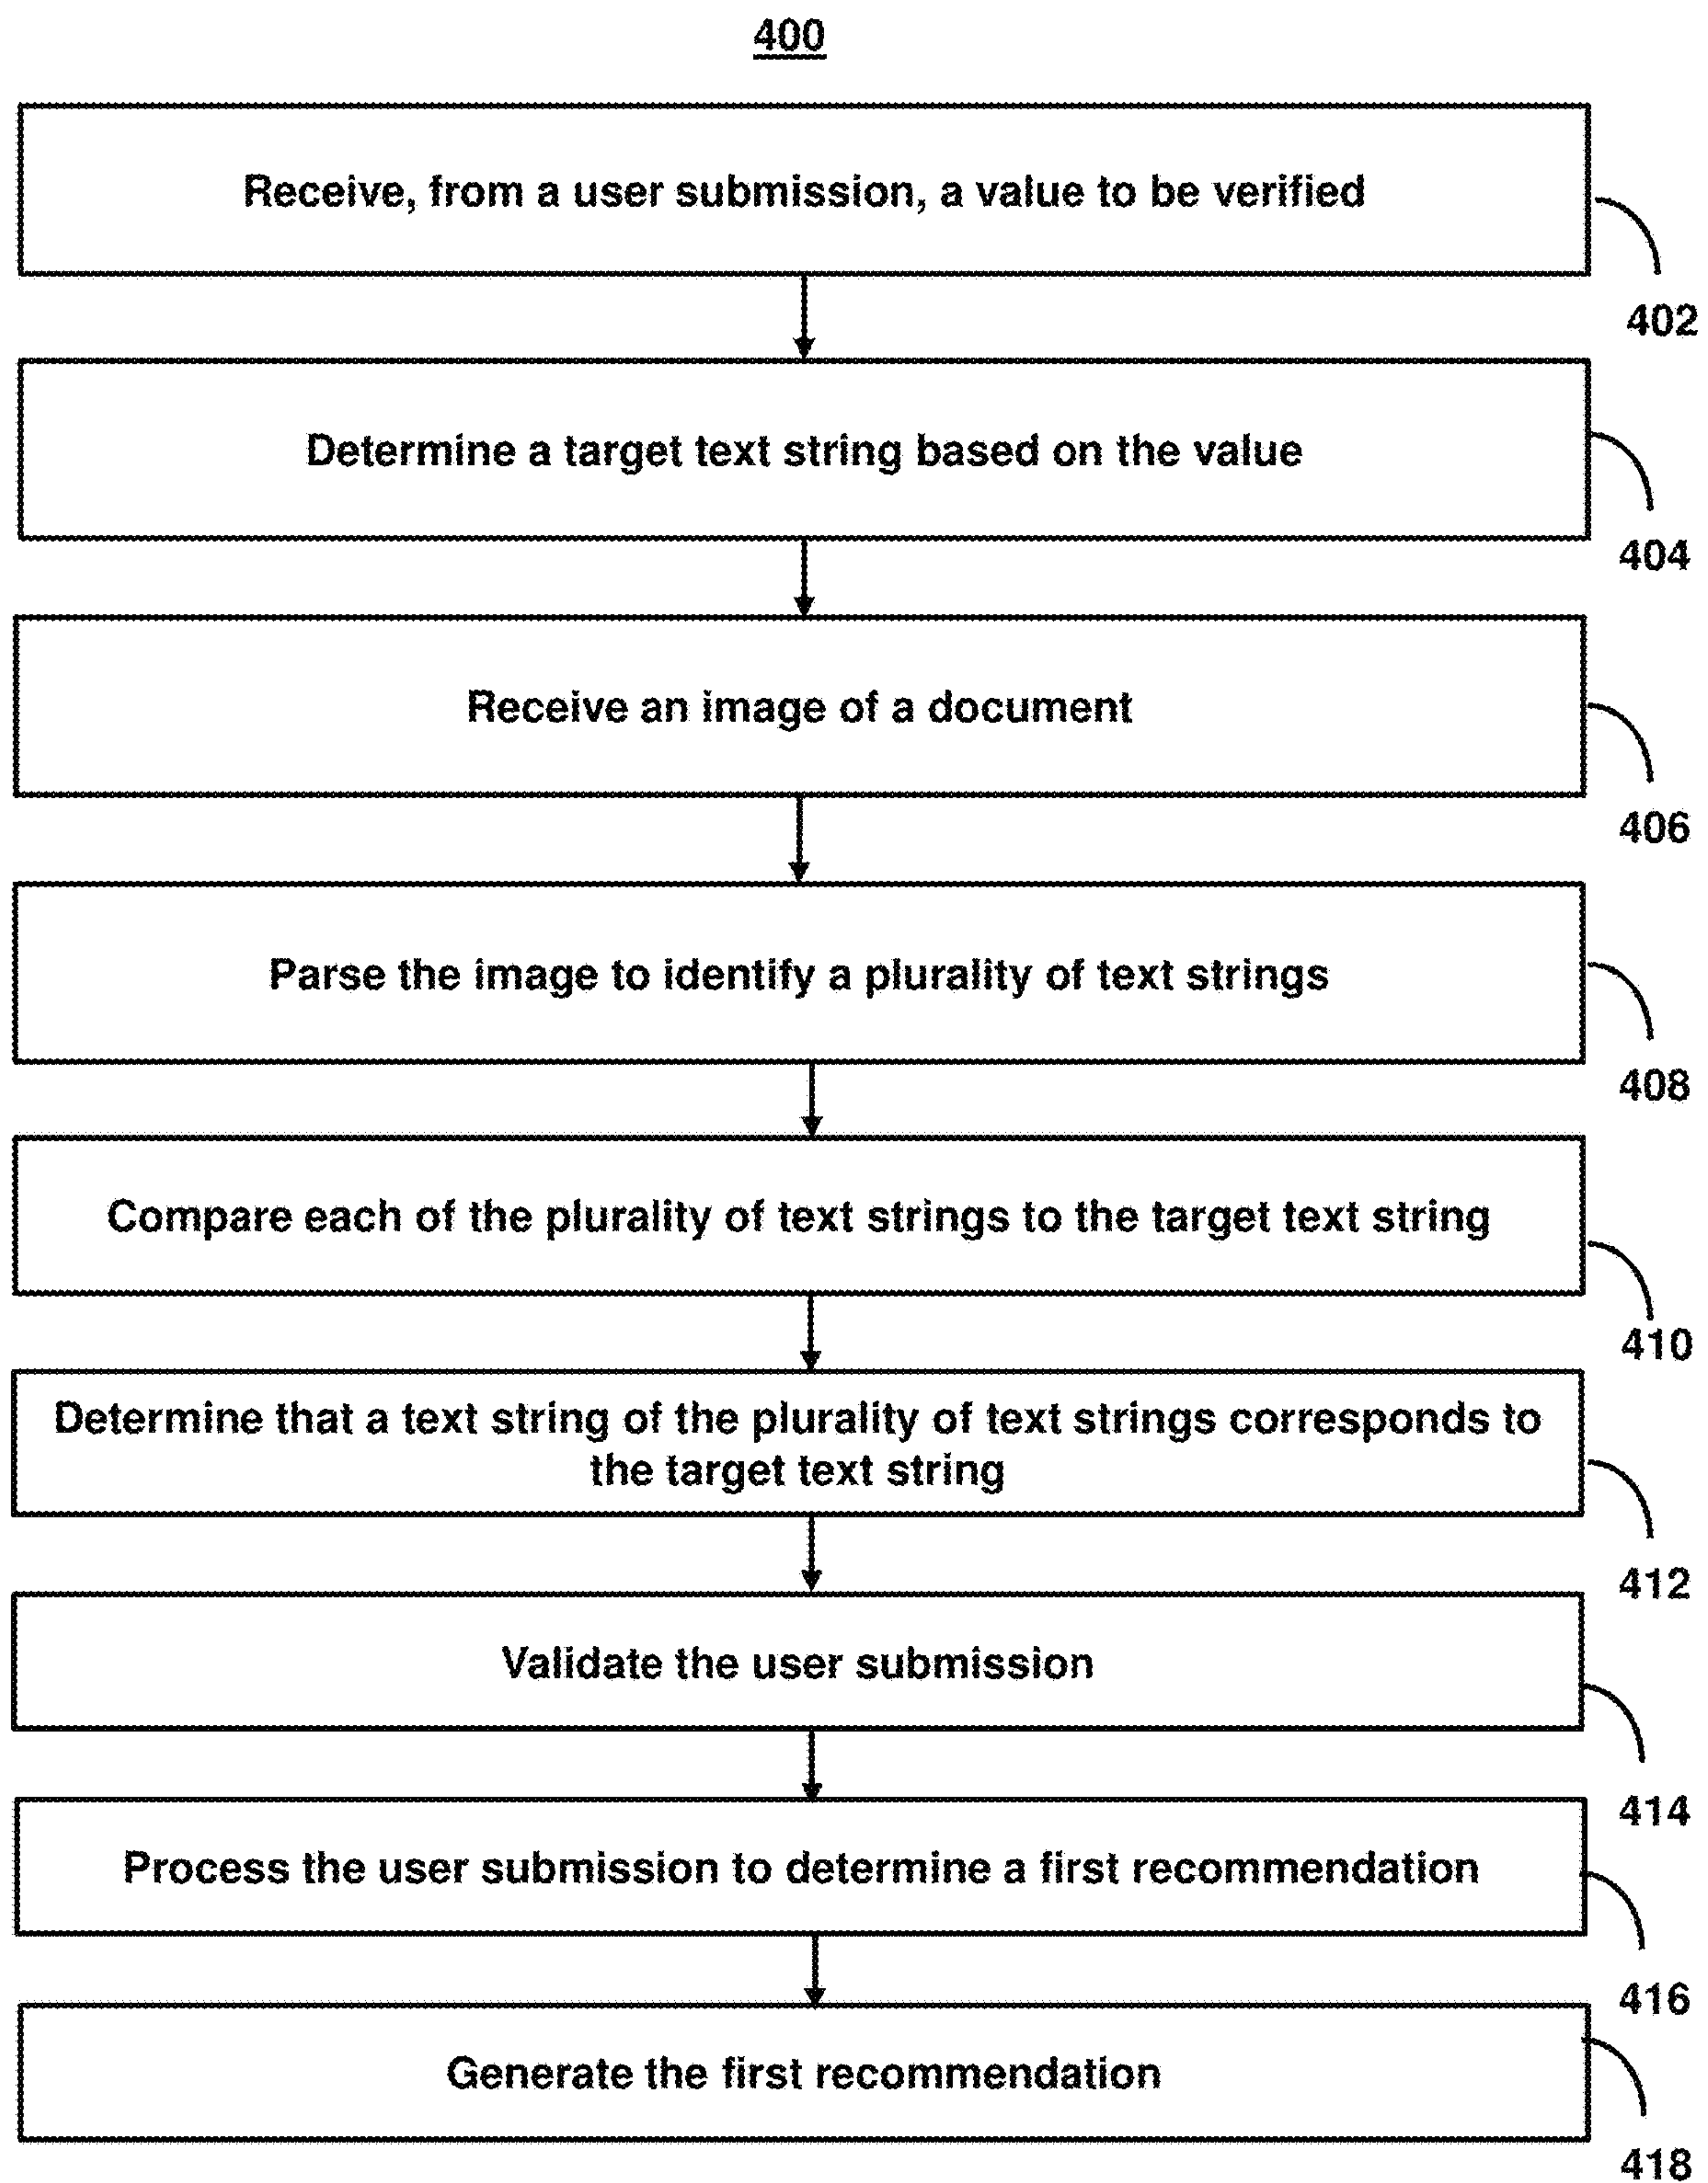 400
Receive, from a user submission, a value to be verified
402
Determine a target text string based on the value
404
Receive an image of a document
406
Parse the image to identify a plurality of text strings
408
Compare each of the plurality of text strings to the target text string
410
Determine that a text string of the plurality of text strings corresponds to
the target text string
412
Validate the user submission
414
Process the user submission to determine a first recommendation
416
Generate the first recommendation
418